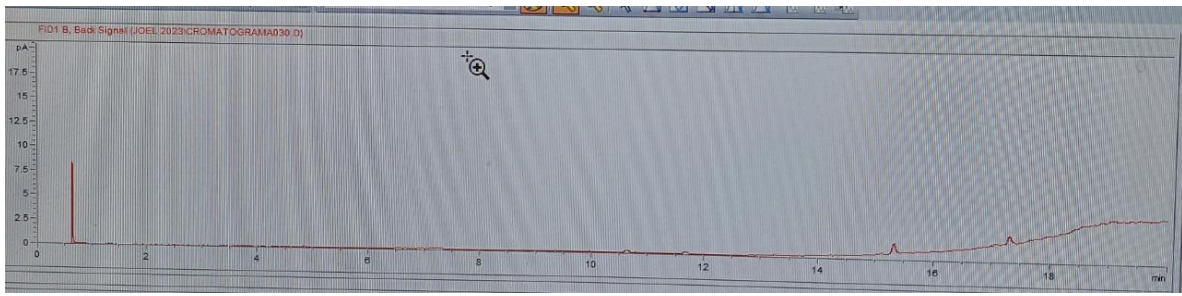 FID1 B, Back Signal (JOEL 2023\CROMATOGRAMA030.D)
pA
17.5
15
12.5
10
7.5
5
2.5
0
0 2 4 6 8 10 12 14 16 18 min